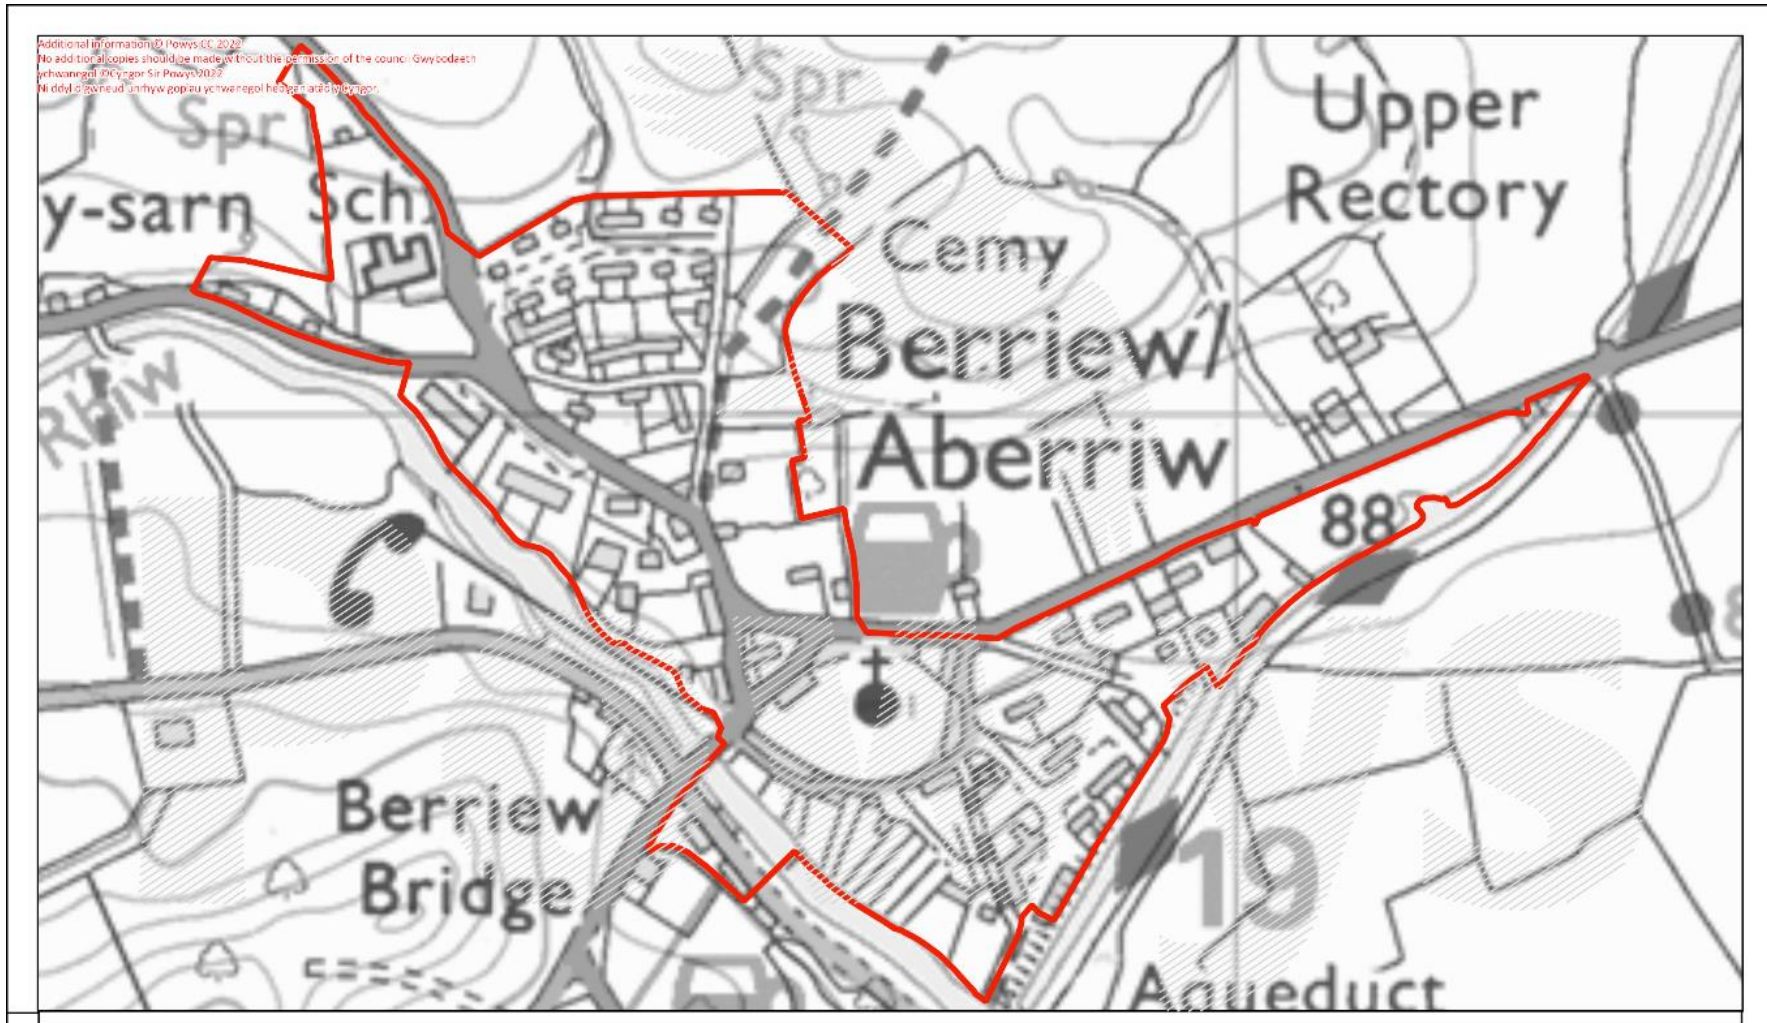 Additional information © Powys CC 2022
No additional copies should be made without the permission of the council Gwybodaeth
ychwanegol ©Cyngor Sir Powys 2022
Ni ddylid gwneud unrhyw gopïau ychwanegol heb ganiatâd y Cyngor.
Spr
Spr
Upper
Rectory
y-sarn
Sch
Cemy
Berriew/
Aberriw
Rhiw
88
Berriew
Bridge
19
Aqueduct